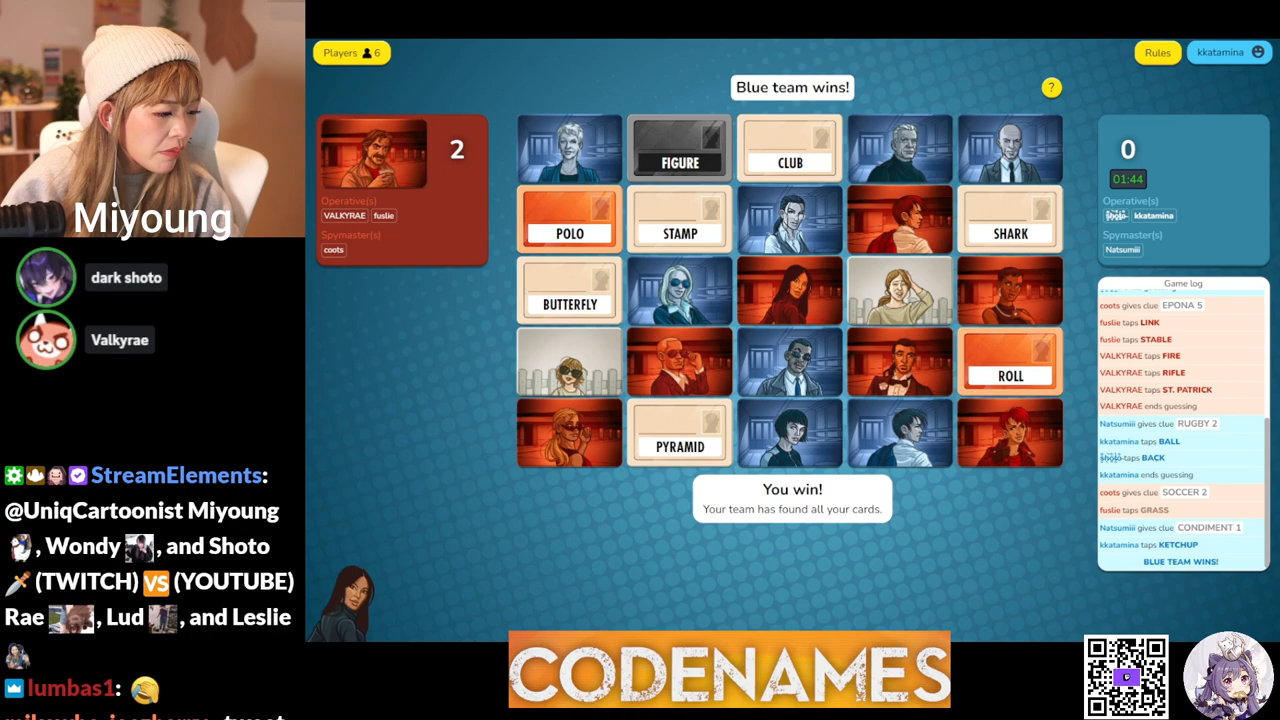 Miyoung
dark shoto
Valkyrae
StreamElements:
@UniqCartoonist Miyoung
, Wondy , and Shoto
(TWITCH) VS (YOUTUBE)
Rae , Lud , and Leslie
lumbas1:
Players 6
Rules
kkatamina
Blue team wins!
?
2
Operative(s)
VALKYRAE fuslie
Spymaster(s)
coots
FIGURE
CLUB
POLO
STAMP
SHARK
BUTTERFLY
ROLL
PYRAMID
You win!
Your team has found all your cards.
0
01:44
Operative(s)
kkatamina
Spymaster(s)
Natsumiii
Game log
coots gives clue EPONA 5
fuslie taps LINK
fuslie taps STABLE
VALKYRAE taps FIRE
VALKYRAE taps RIFLE
VALKYRAE taps ST. PATRICK
VALKYRAE ends guessing
Natsumiii gives clue RUGBY 2
kkatamina taps BALL
taps BACK
kkatamina ends guessing
coots gives clue SOCCER 2
fuslie taps GRASS
Natsumiii gives clue CONDIMENT 1
kkatamina taps KETCHUP
BLUE TEAM WINS!
CODENAMES